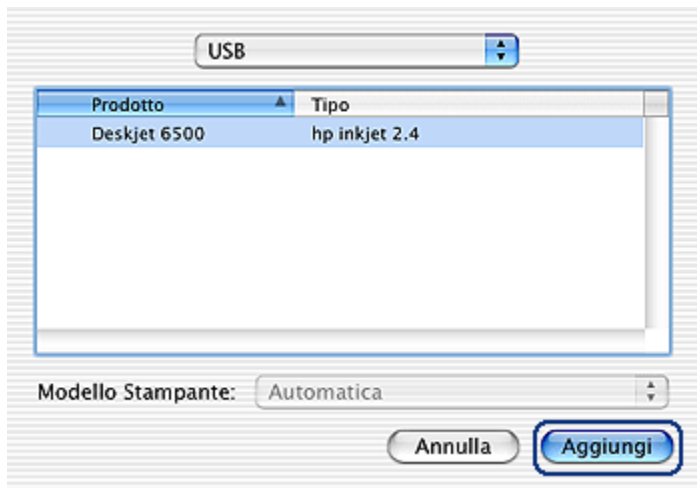 USB
Prodotto Tipo
Deskjet 6500 hp inkjet 2.4
Modello Stampante: Automatica
Annulla Aggiungi